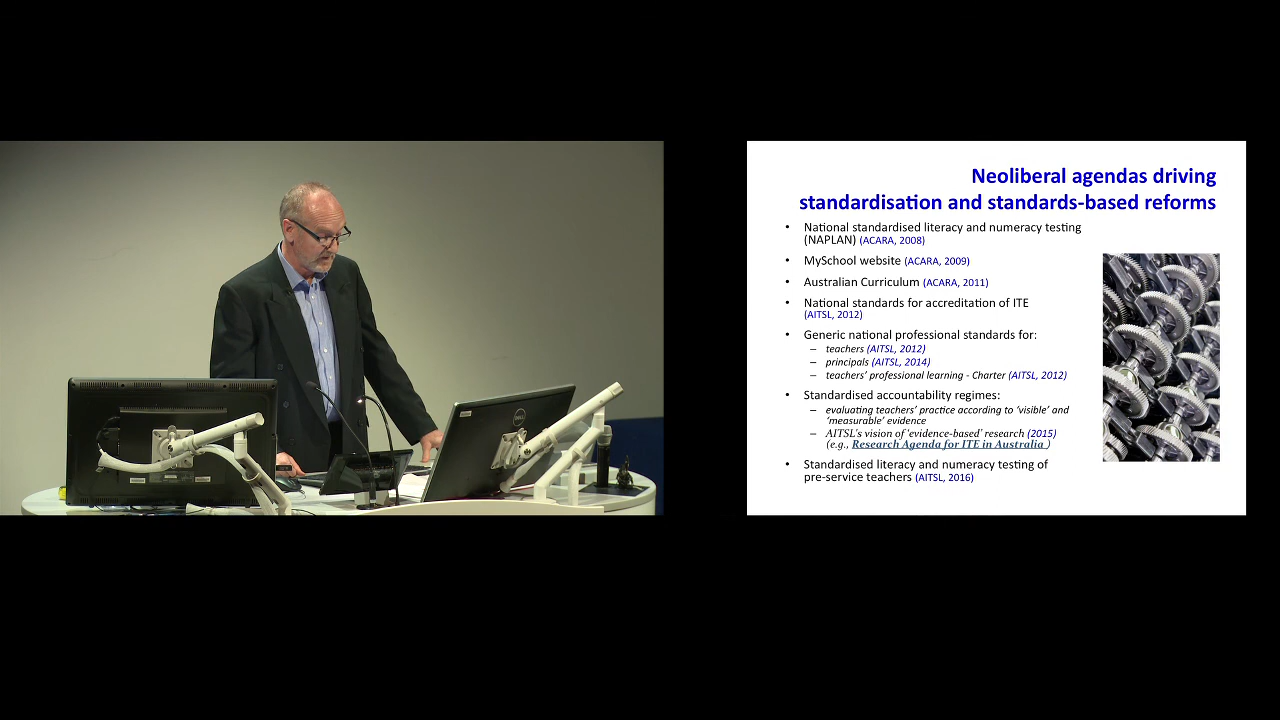 Neoliberal agendas driving
standardisation and standards-based reforms
• National standardised literacy and numeracy testing
(NAPLAN) (ACARA, 2008)
• MySchool website (ACARA, 2009)
• Australian Curriculum (ACARA, 2011)
• National standards for accreditation of ITE
(AITSL, 2012)
• Generic national professional standards for:
– teachers (AITSL, 2012)
– principals (AITSL, 2014)
– teachers’ professional learning - Charter (AITSL, 2012)
• Standardised accountability regimes:
– evaluating teachers’ practice according to ‘visible’ and
‘measurable’ evidence
– AITSL's vision of 'evidence-based' research (2015)
(e.g., Research Agenda for ITE in Australia )
• Standardised literacy and numeracy testing of
pre-service teachers (AITSL, 2016)
DELL